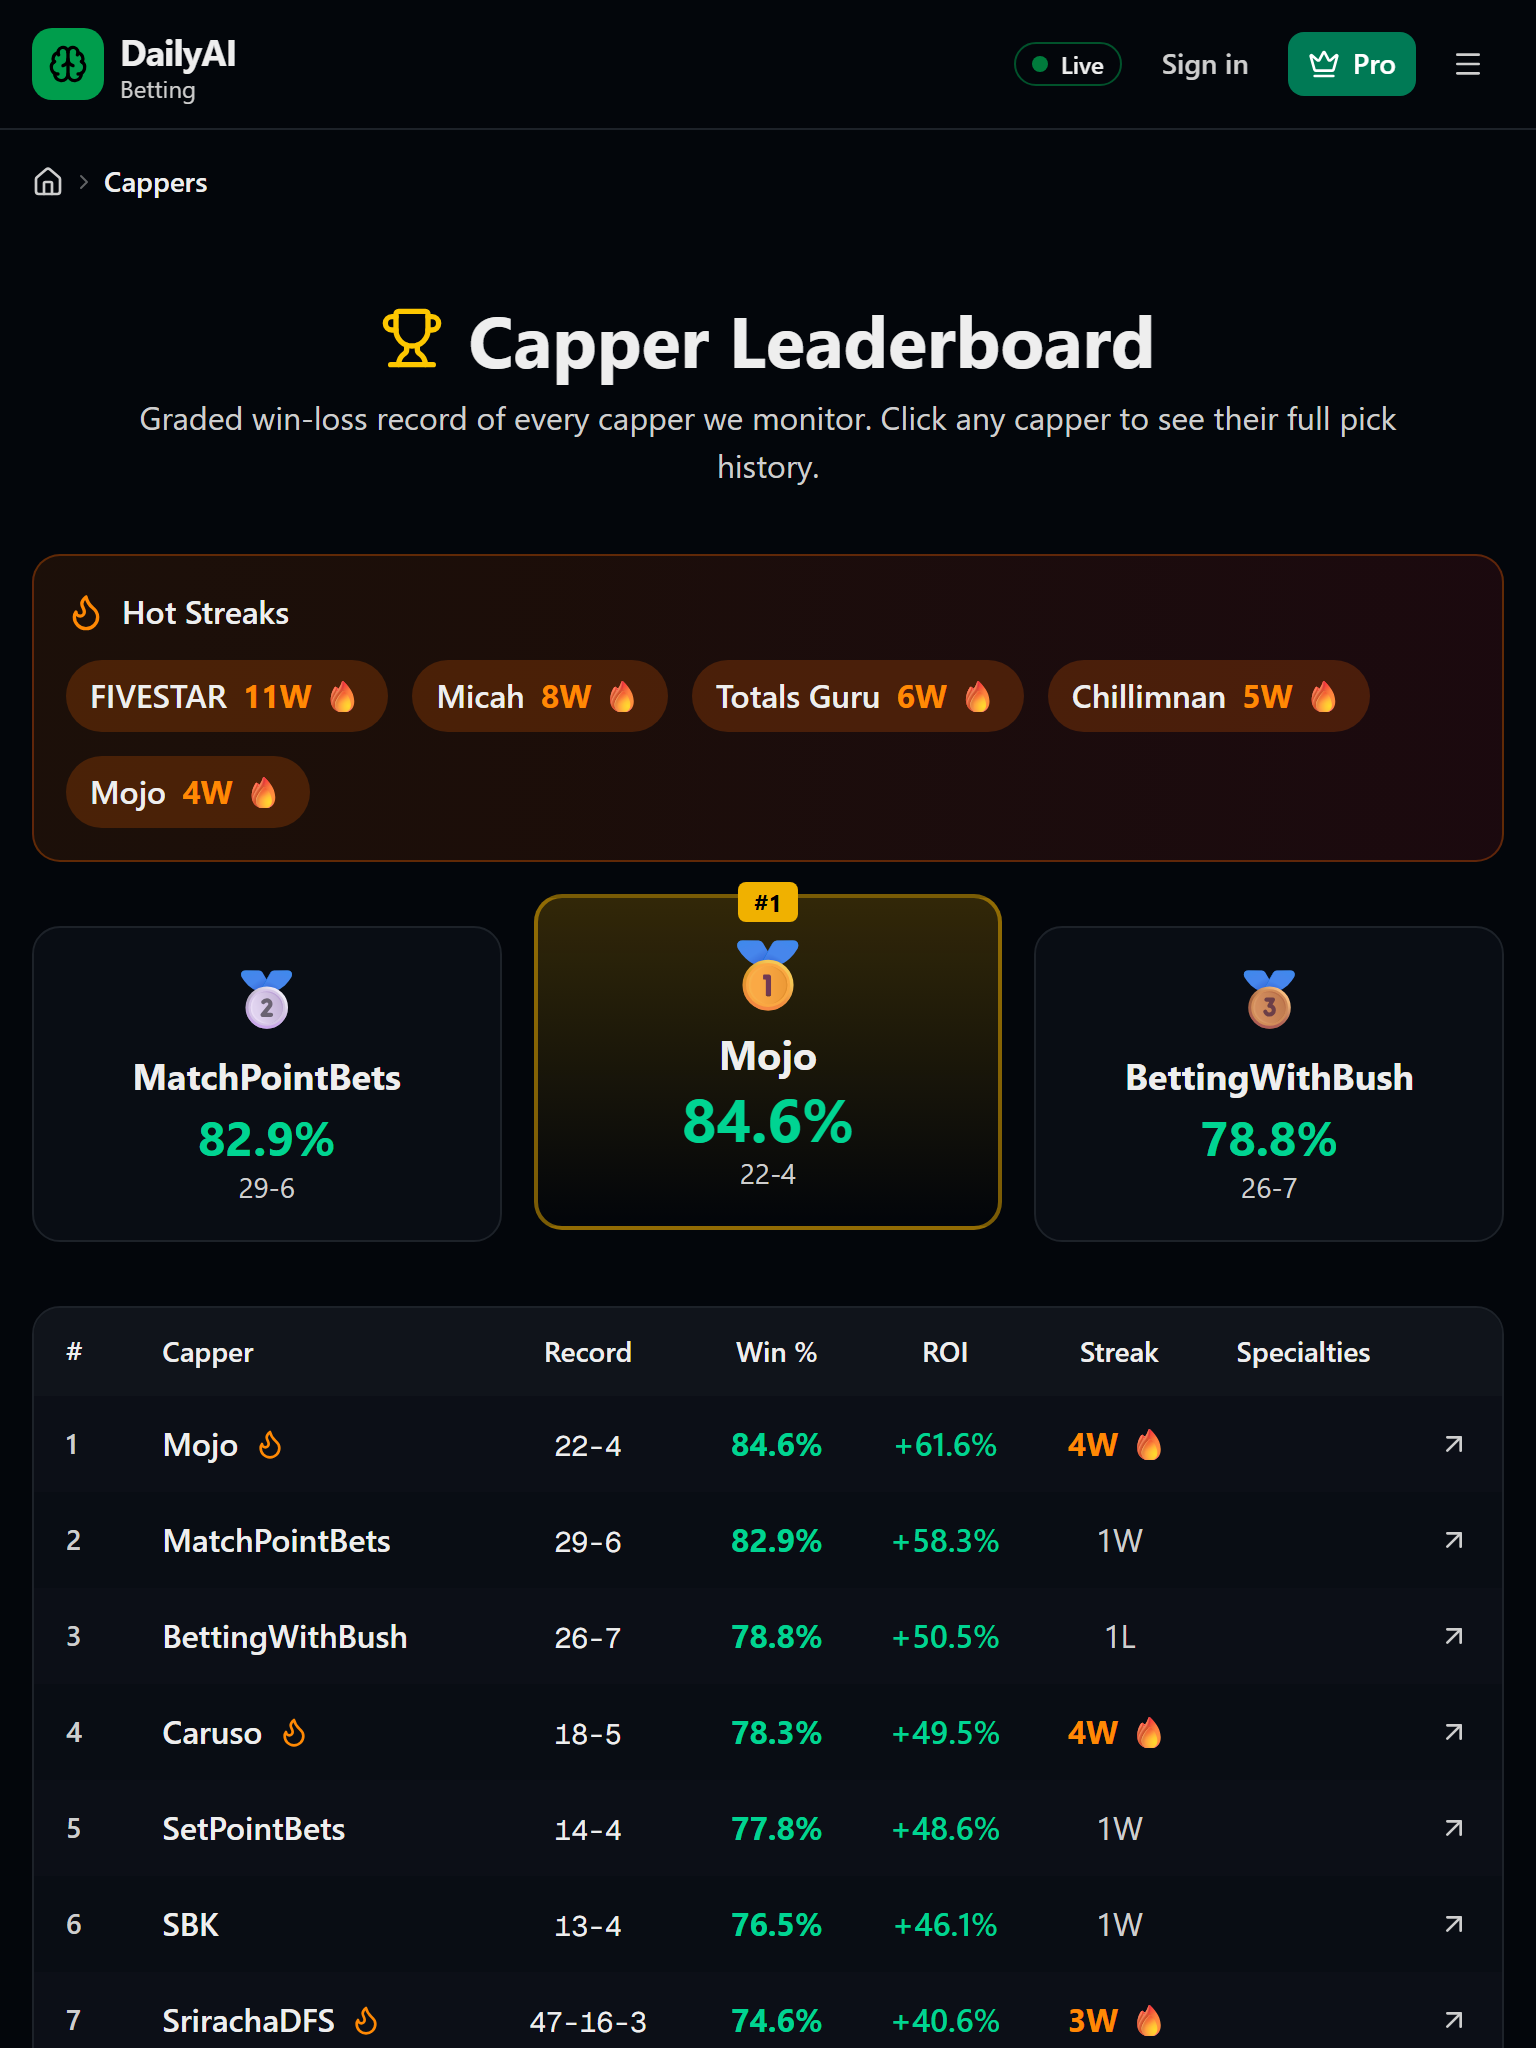 DailyAI
Betting
Live
Sign in
Pro
Cappers
Capper Leaderboard
Graded win-loss record of every capper we monitor. Click any capper to see their full pick
history.
Hot Streaks
FIVESTAR 11W 🔥
Micah 8W 🔥
Totals Guru 6W 🔥
Chillimnan 5W 🔥
Mojo 4W 🔥
2
MatchPointBets
82.9%
29-6
#1
1
Mojo
84.6%
22-4
3
BettingWithBush
78.8%
26-7
# Capper Record Win % ROI Streak Specialties
1 Mojo 22-4 84.6% +61.6% 4W 🔥
2 MatchPointBets 29-6 82.9% +58.3% 1W
3 BettingWithBush 26-7 78.8% +50.5% 1L
4 Caruso 18-5 78.3% +49.5% 4W 🔥
5 SetPointBets 14-4 77.8% +48.6% 1W
6 SBK 13-4 76.5% +46.1% 1W
7 SrirachaDFS 47-16-3 74.6% +40.6% 3W 🔥